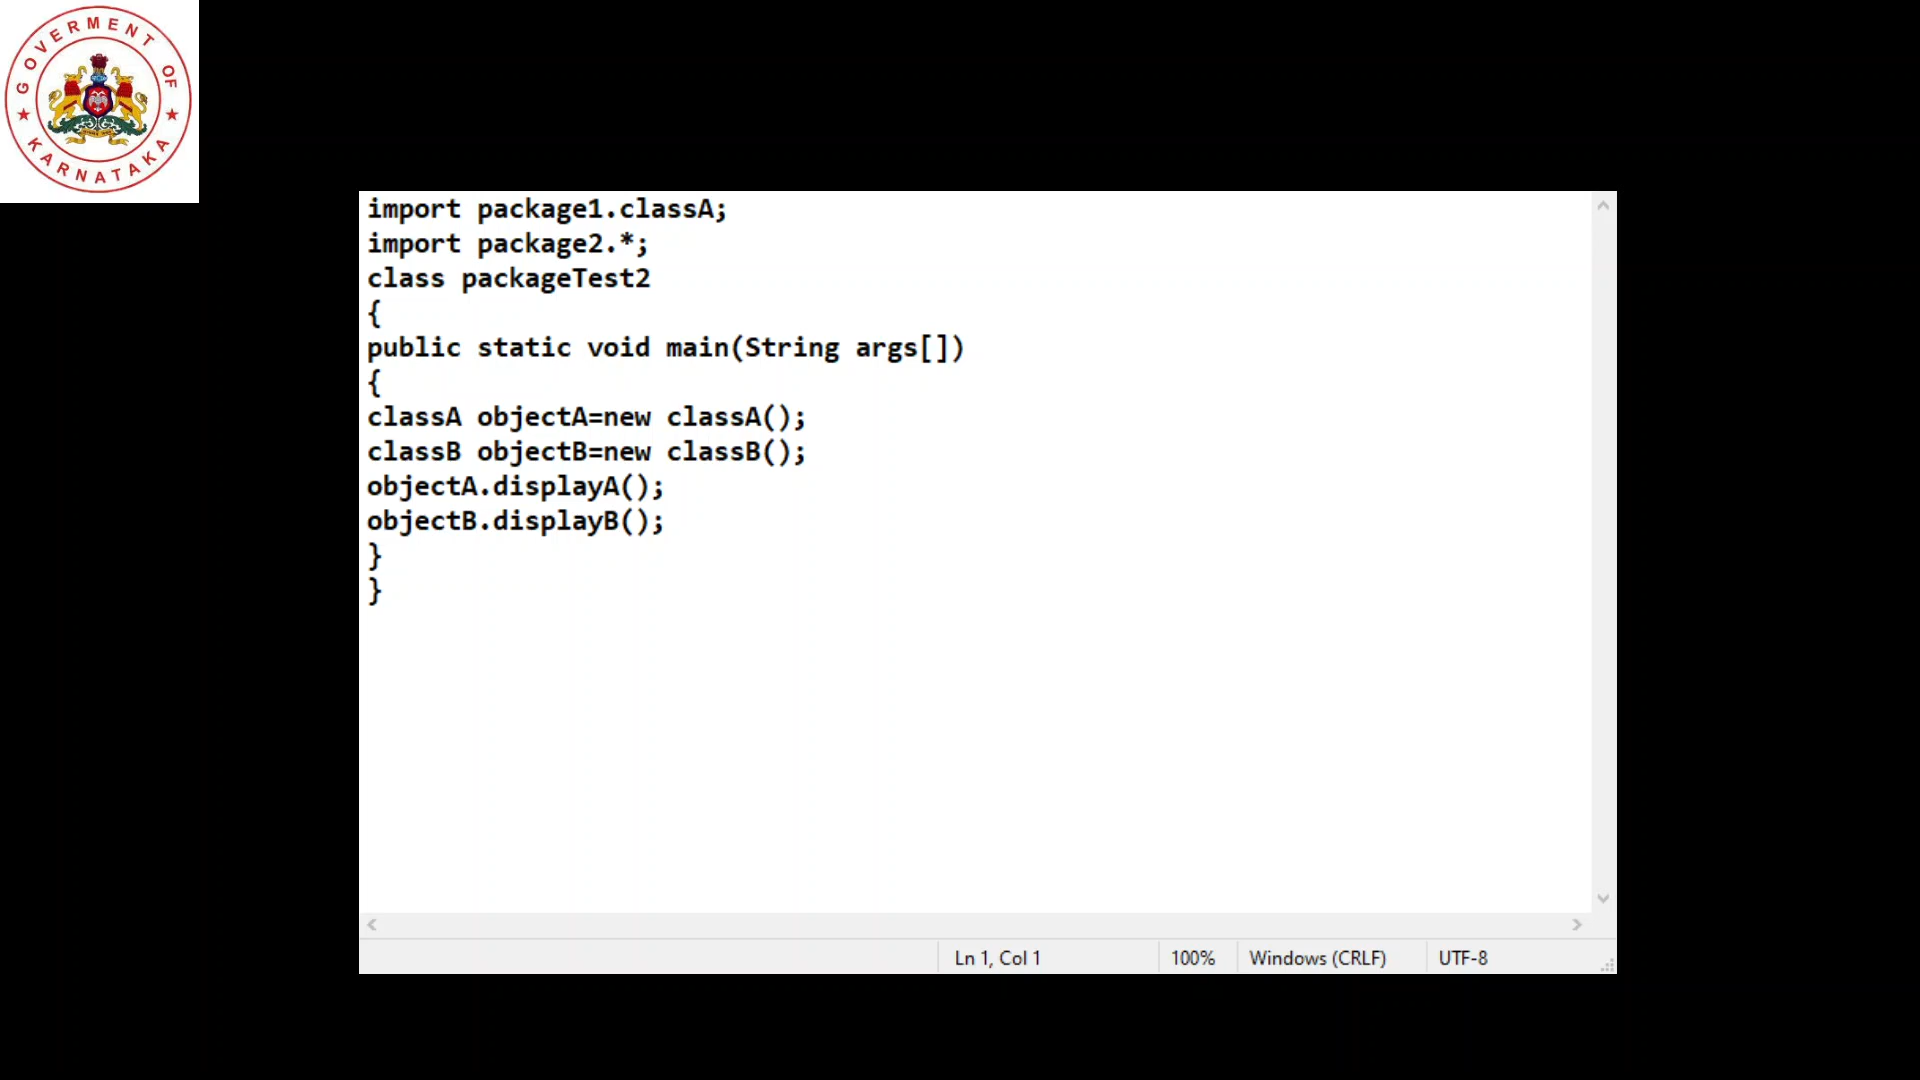 GOVERMENT OF
KARNATAKA
import package1.classA;
import package2.*;
class packageTest2
{
public static void main(String args[])
{
classA objectA=new classA();
classB objectB=new classB();
objectA.displayA();
objectB.displayB();
}
}
Ln 1, Col 1
100%
Windows (CRLF)
UTF-8